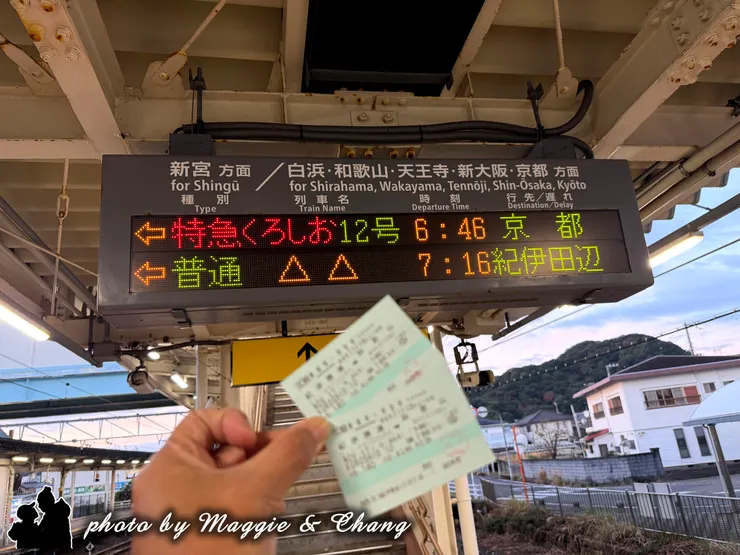 新宮 方面 ／ 白浜・和歌山・天王寺・新大阪・京都 方面
for Shingū for Shirahama, Wakayama, Tennōji, Shin-Ōsaka, Kyōto
種別 列車名 時刻 行先／遅れ
Type Train Name Departure Time Destination/Delay
← 特急くろしお12号 6:46 京都
← 普通 △ △ 7:16 紀伊田辺
photo by Maggie & Chang